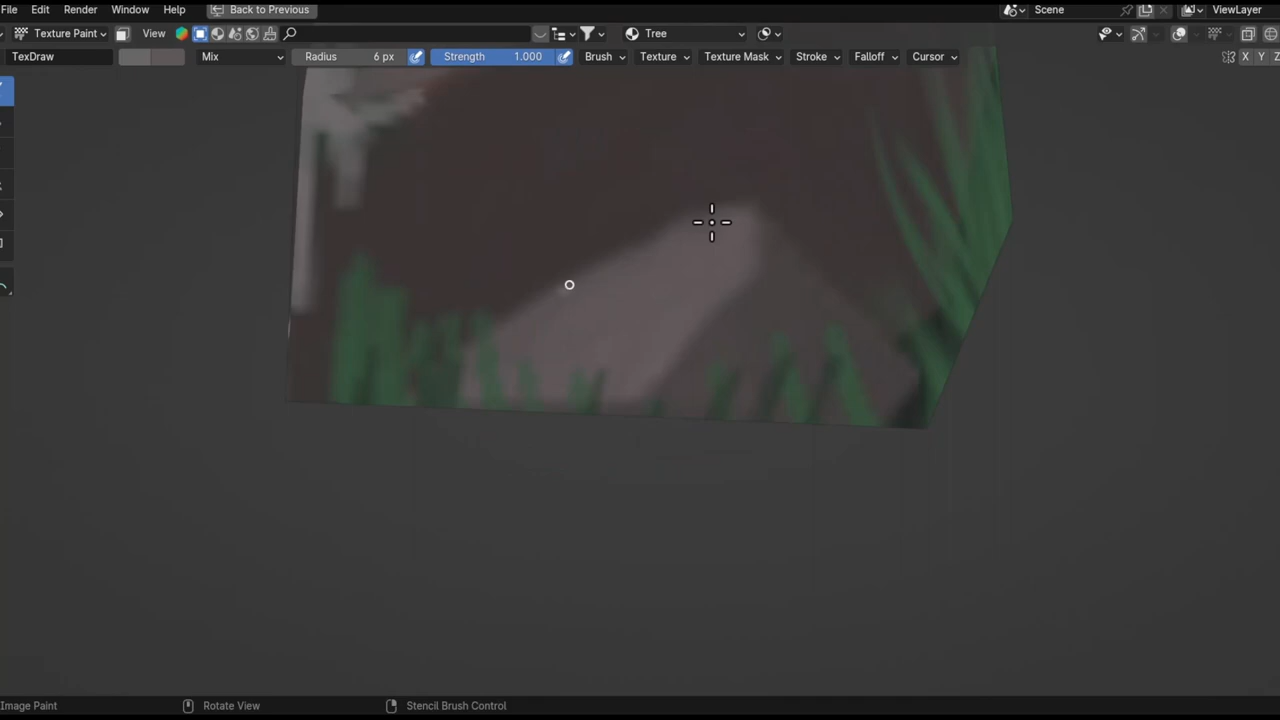 File Edit Render Window Help Back to Previous Scene ViewLayer
Texture Paint View Tree
TexDraw Mix Radius 6 px Strength 1.000 Brush Texture Texture Mask Stroke Falloff Cursor X Y Z
Image Paint Rotate View Stencil Brush Control